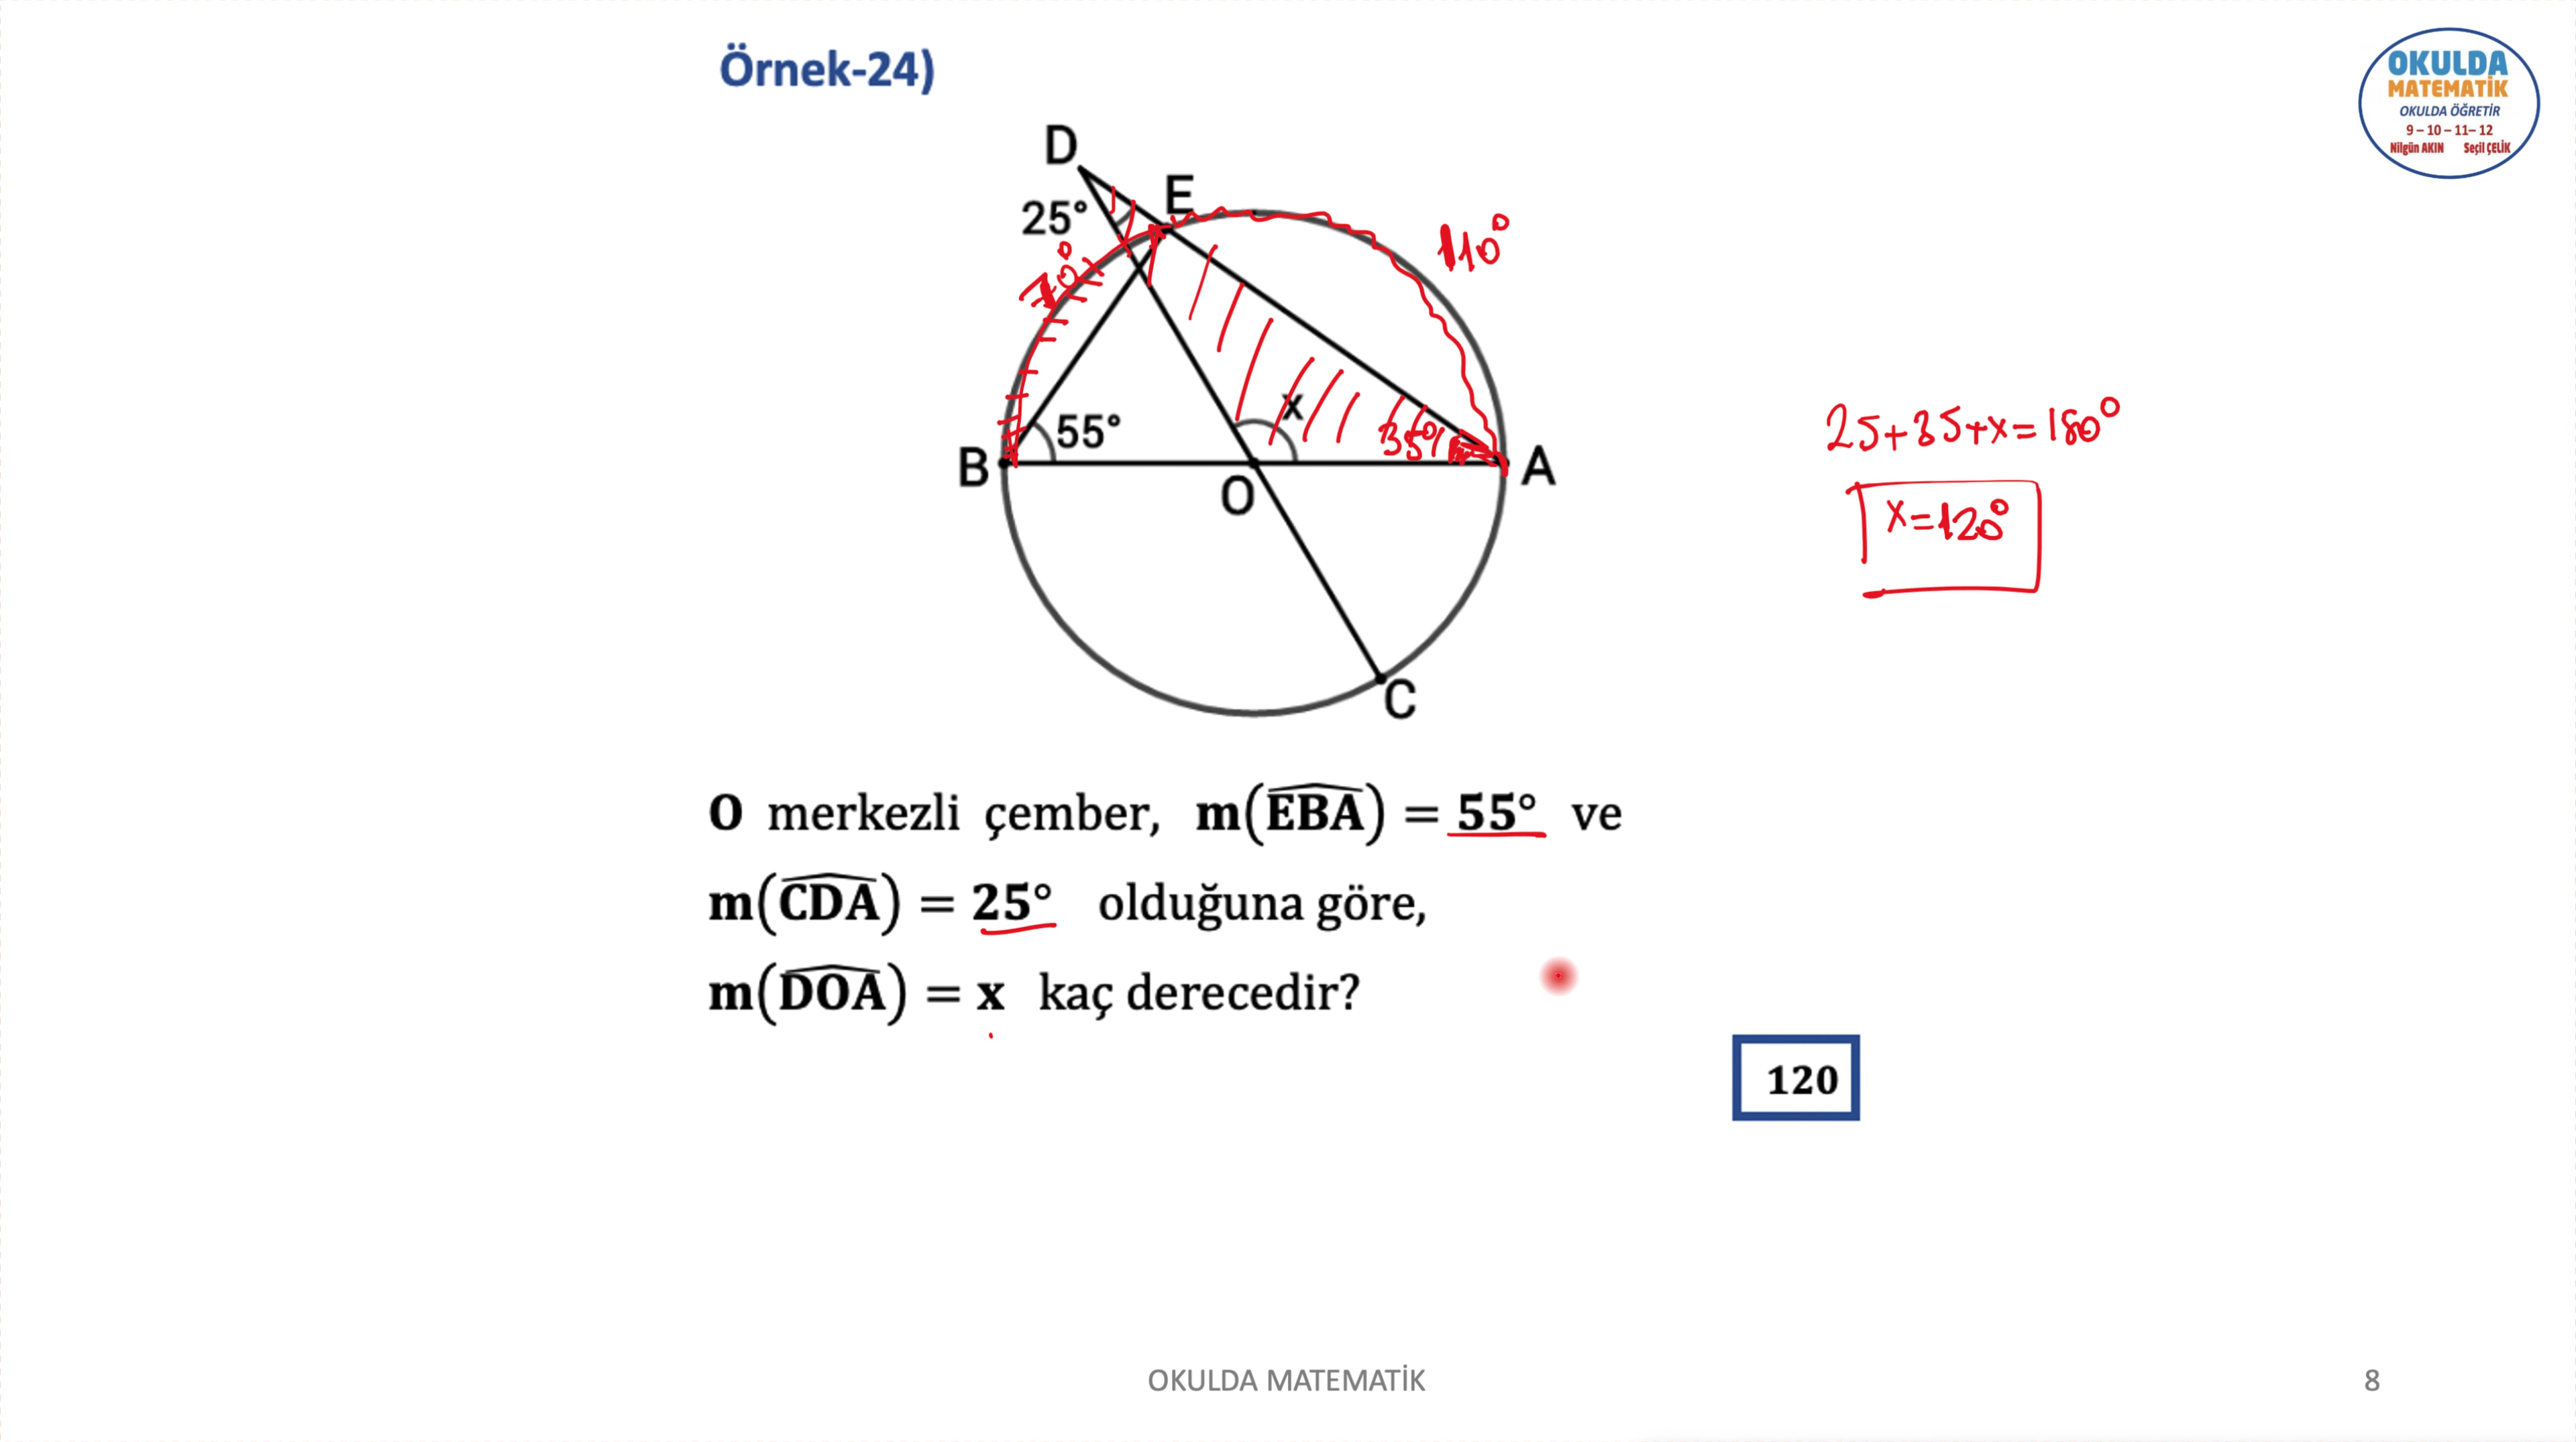 Örnek-24)
OKULDA
MATEMATİK
OKULDA ÖĞRETİR
9 – 10 – 11– 12
Nilgün AKIN Seçil ÇELİK
D
E
25°
110°
70°
x
55°
35°
B
A
O
C
25+35+x=180°
x=120°
O merkezli çember, m(EBA) = 55° ve
m(CDA) = 25° olduğuna göre,
m(DOA) = x kaç derecedir?
120
OKULDA MATEMATİK
8